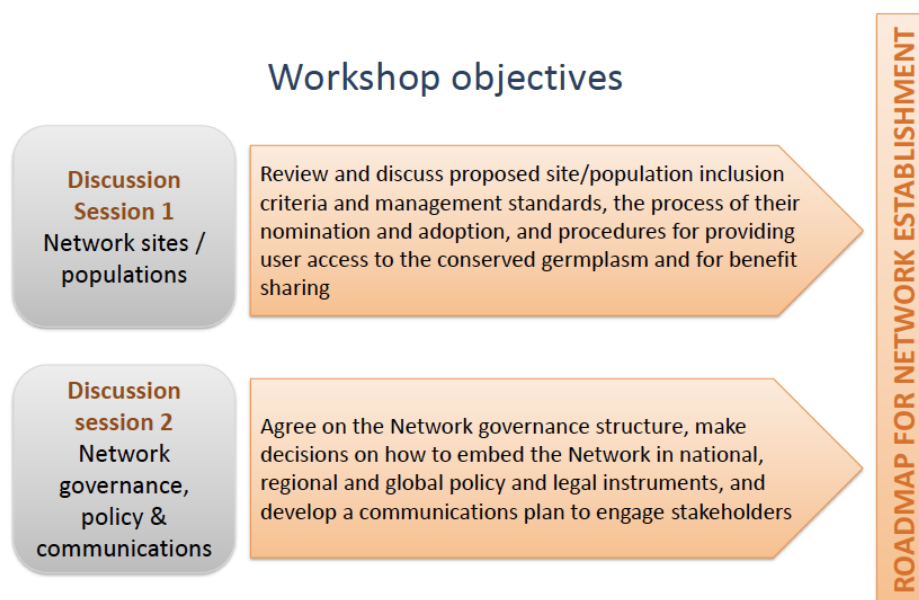 Workshop objectives
Discussion
Session 1
Network sites /
populations
Review and discuss proposed site/population inclusion
criteria and management standards, the process of their
nomination and adoption, and procedures for providing
user access to the conserved germplasm and for benefit
sharing
Discussion
session 2
Network
governance,
policy &
communications
Agree on the Network governance structure, make
decisions on how to embed the Network in national,
regional and global policy and legal instruments, and
develop a communications plan to engage stakeholders
ROADMAP FOR NETWORK ESTABLISHMENT